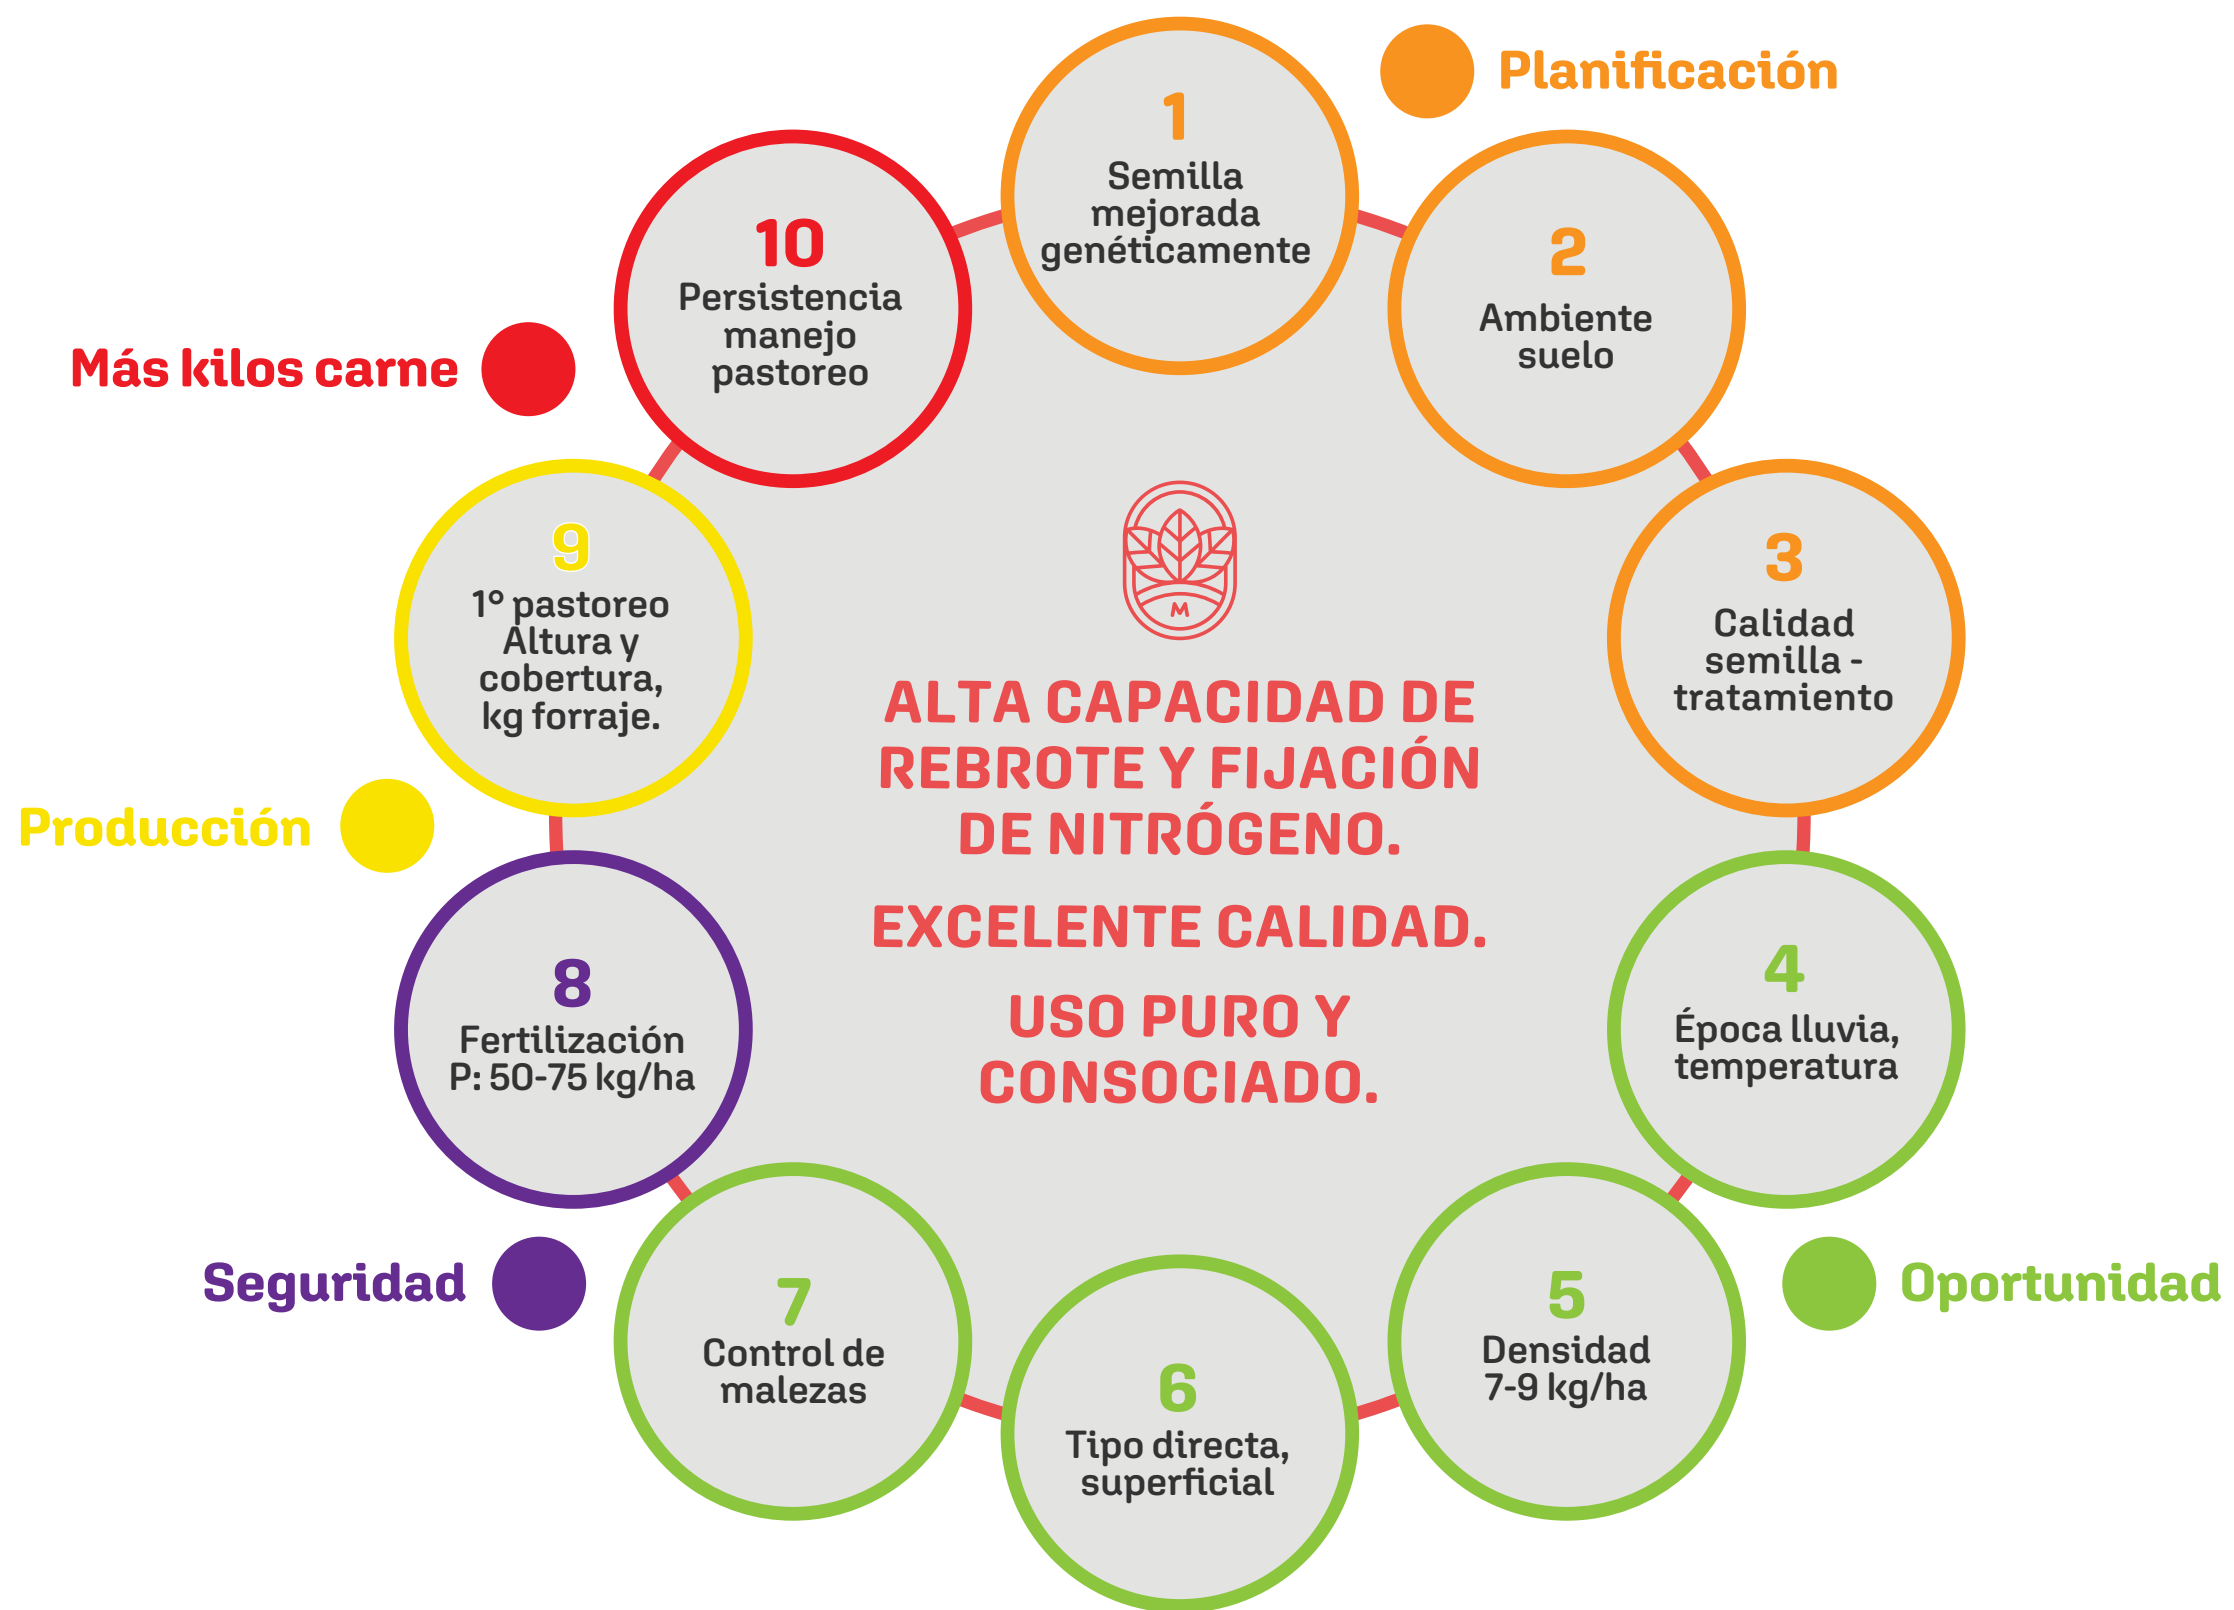 Planificación
1
Semilla
mejorada
genéticamente
2
Ambiente
suelo
3
Calidad
semilla -
tratamiento
4
Época lluvia,
temperatura
Oportunidad
5
Densidad
7-9 kg/ha
6
Tipo directa,
superficial
7
Control de
malezas
Seguridad
8
Fertilización
P: 50-75 kg/ha
Producción
9
1° pastoreo
Altura y
cobertura,
kg forraje.
Más kilos carne
10
Persistencia
manejo
pastoreo
M
ALTA CAPACIDAD DE
REBROTE Y FIJACIÓN
DE NITRÓGENO.
EXCELENTE CALIDAD.
USO PURO Y
CONSOCIADO.